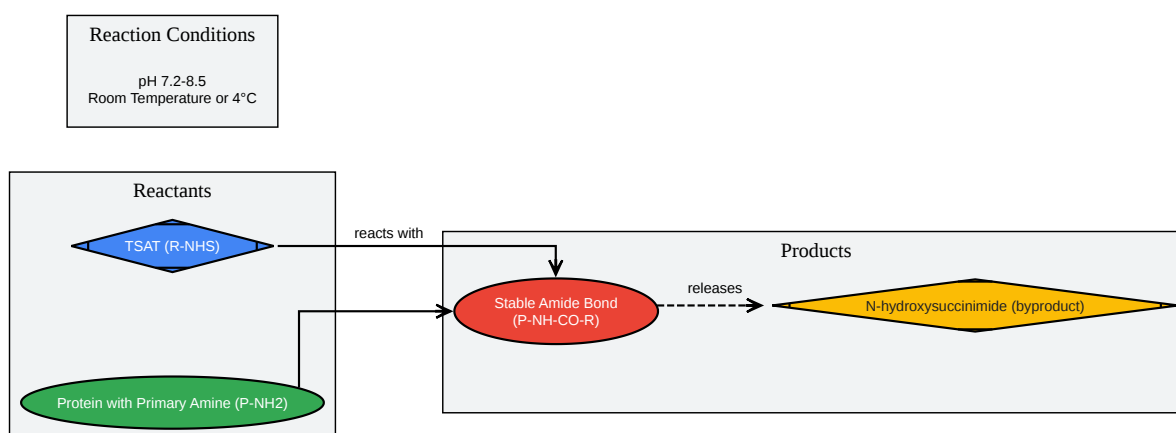 Reaction Conditions
pH 7.2-8.5
Room Temperature or 4°C
Reactants
TSAT (R-NHS)
reacts with
Products
Stable Amide Bond
(P-NH-CO-R)
releases
N-hydroxysuccinimide (byproduct)
Protein with Primary Amine (P-NH2)